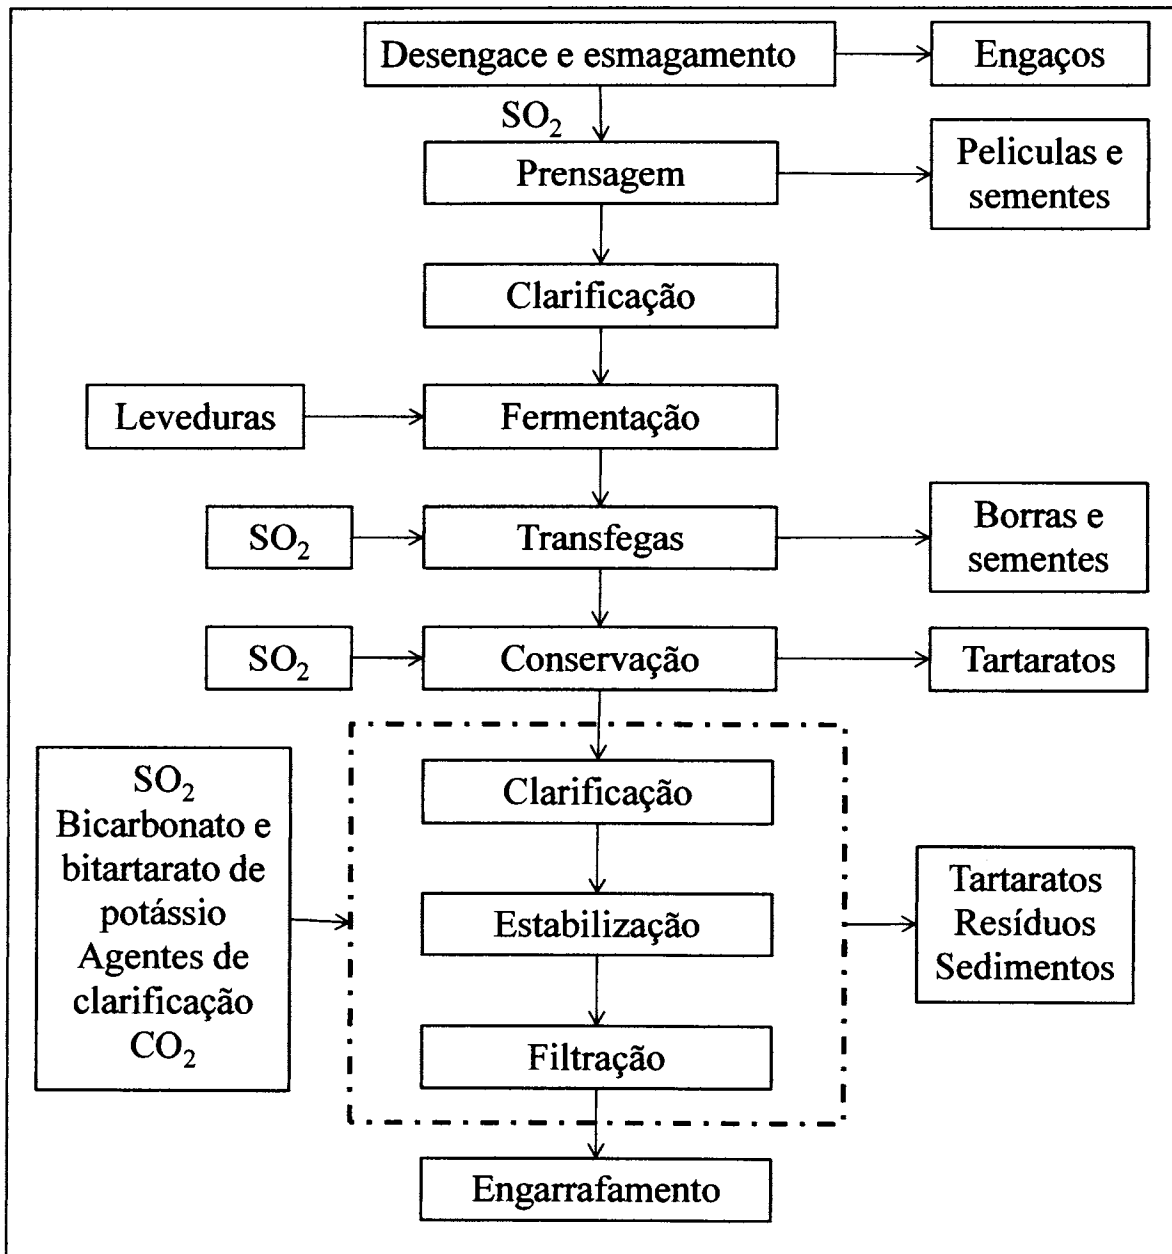 Desengace e esmagamento
Engaços
SO₂
Prensagem
Peliculas e
sementes
Clarificação
Leveduras
Fermentação
SO₂
Transfegas
Borras e
sementes
SO₂
Conservação
Tartaratos
SO₂
Bicarbonato e
bitartarato de
potássio
Agentes de
clarificação
CO₂
Clarificação
Estabilização
Filtração
Tartaratos
Resíduos
Sedimentos
Engarrafamento